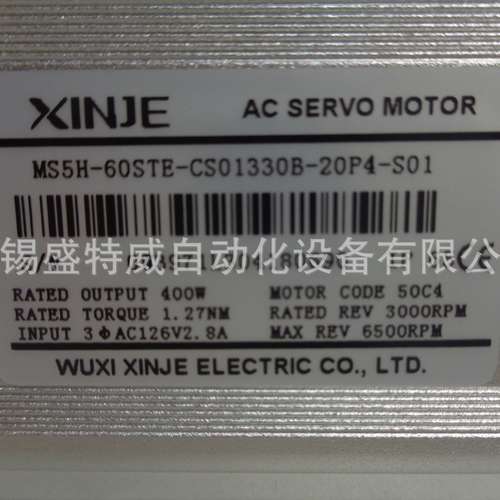 XINJE AC SERVO MOTOR
MS5H-60STE-CS01330B-20P4-S01
锡盛特威自动化设备有限公
RATED OUTPUT 400W MOTOR CODE 50C4
RATED TORQUE 1.27NM RATED REV 3000RPM
INPUT 3ΦAC126V2.8A MAX REV 6500RPM
WUXI XINJE ELECTRIC CO., LTD.